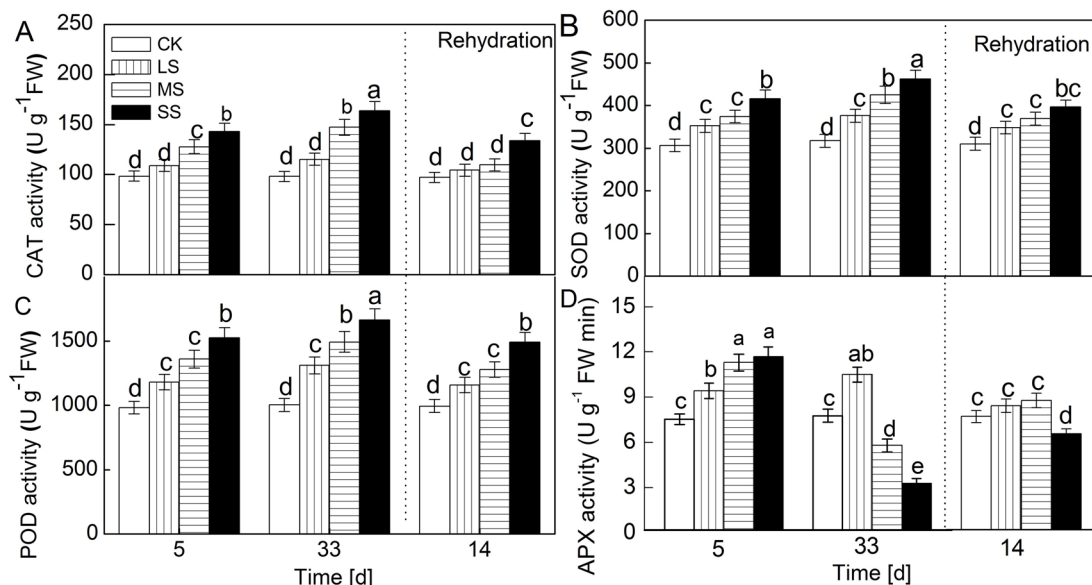 A
CAT activity (U g⁻¹FW)
250
200
150
100
50
0
CK
LS
MS
SS
Rehydration
d
d
c
b
d
d
b
a
d
d
d
c
B
SOD activity (U g⁻¹FW)
600
500
400
300
200
0
Rehydration
d
c
c
b
d
c
b
a
d
c
c
bc
C
POD activity (U g⁻¹FW)
1500
1000
500
0
d
c
c
b
d
c
b
a
d
c
c
b
5
33
14
Time [d]
D
APX activity (U g⁻¹ FW min)
15
12
9
6
3
0
c
b
a
a
c
ab
d
e
c
c
c
d
5
33
14
Time [d]